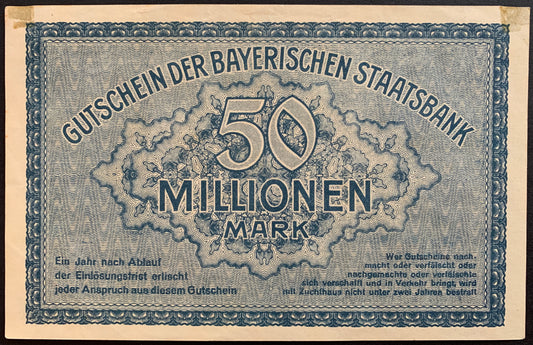 GUTSCHEIN DER BAYERISCHEN STAATSBANK
50
MILLIONEN
MARK
Ein Jahr nach Ablauf
der Einlösungsfrist erlischt
jeder Anspruch aus diesem Gutschein
Wer Gutscheine nach-
macht oder verfälscht oder
nachgemachte oder verfälschte
sich verschafft und in Verkehr bringt, wird
mit Zuchthaus nicht unter zwei Jahren bestraft